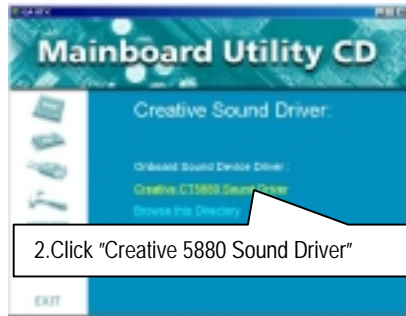 Mainboard Utility CD
Creative Sound Driver:
Onboard Sound Device Driver :
Creative CT5880 Sound Driver
Browse this Directory
2.Click "Creative 5880 Sound Driver"
EXIT